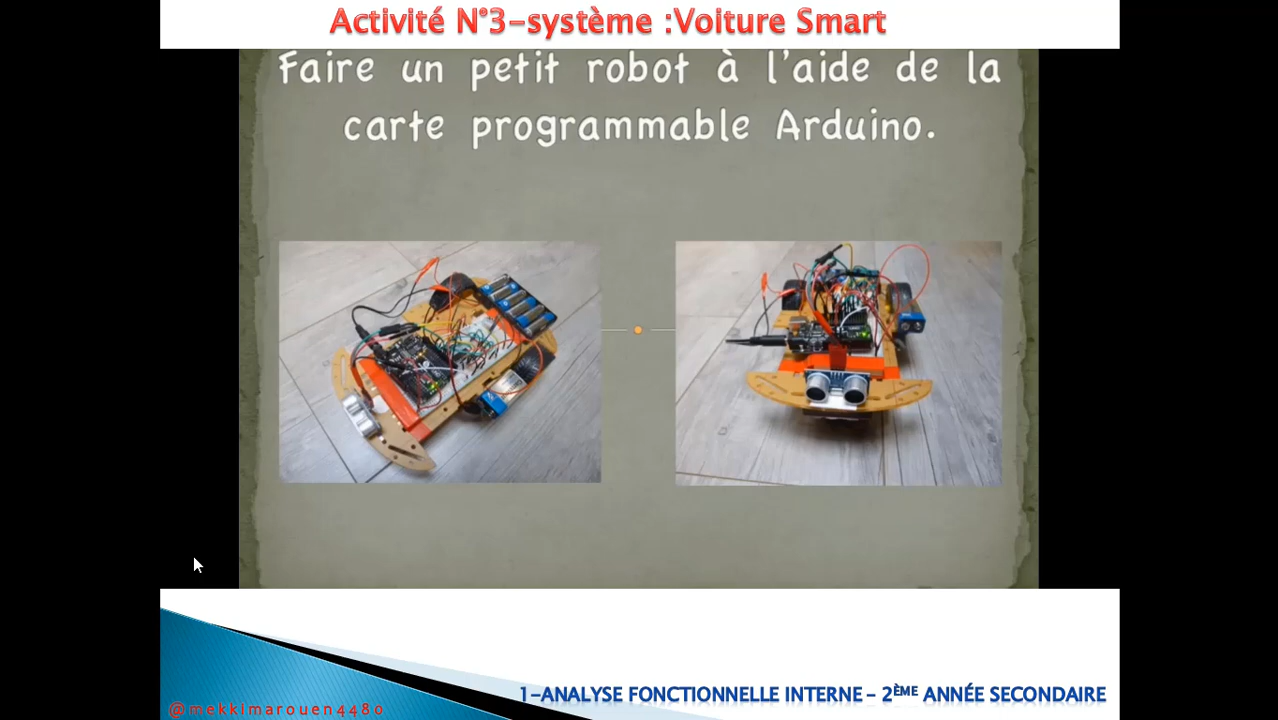 Activité N°3-système :Voiture Smart
Faire un petit robot à l'aide de la
carte programmable Arduino.
1-ANALYSE FONCTIONNELLE INTERNE - 2ÈME ANNÉE SECONDAIRE
@mekkimarouen4480